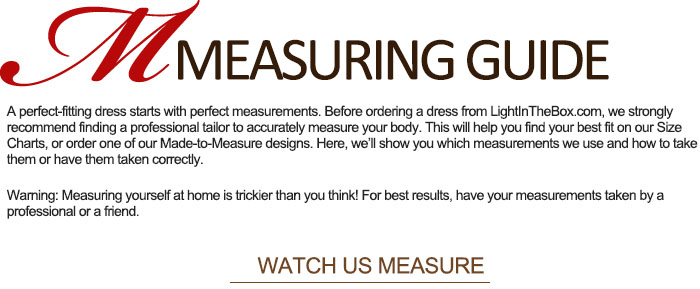 M MEASURING GUIDE
A perfect-fitting dress starts with perfect measurements. Before ordering a dress from LightInTheBox.com, we strongly
recommend finding a professional tailor to accurately measure your body. This will help you find your best fit on our Size
Charts, or order one of our Made-to-Measure designs. Here, we'll show you which measurements we use and how to take
them or have them taken correctly.
Warning: Measuring yourself at home is trickier than you think! For best results, have your measurements taken by a
professional or a friend.
WATCH US MEASURE